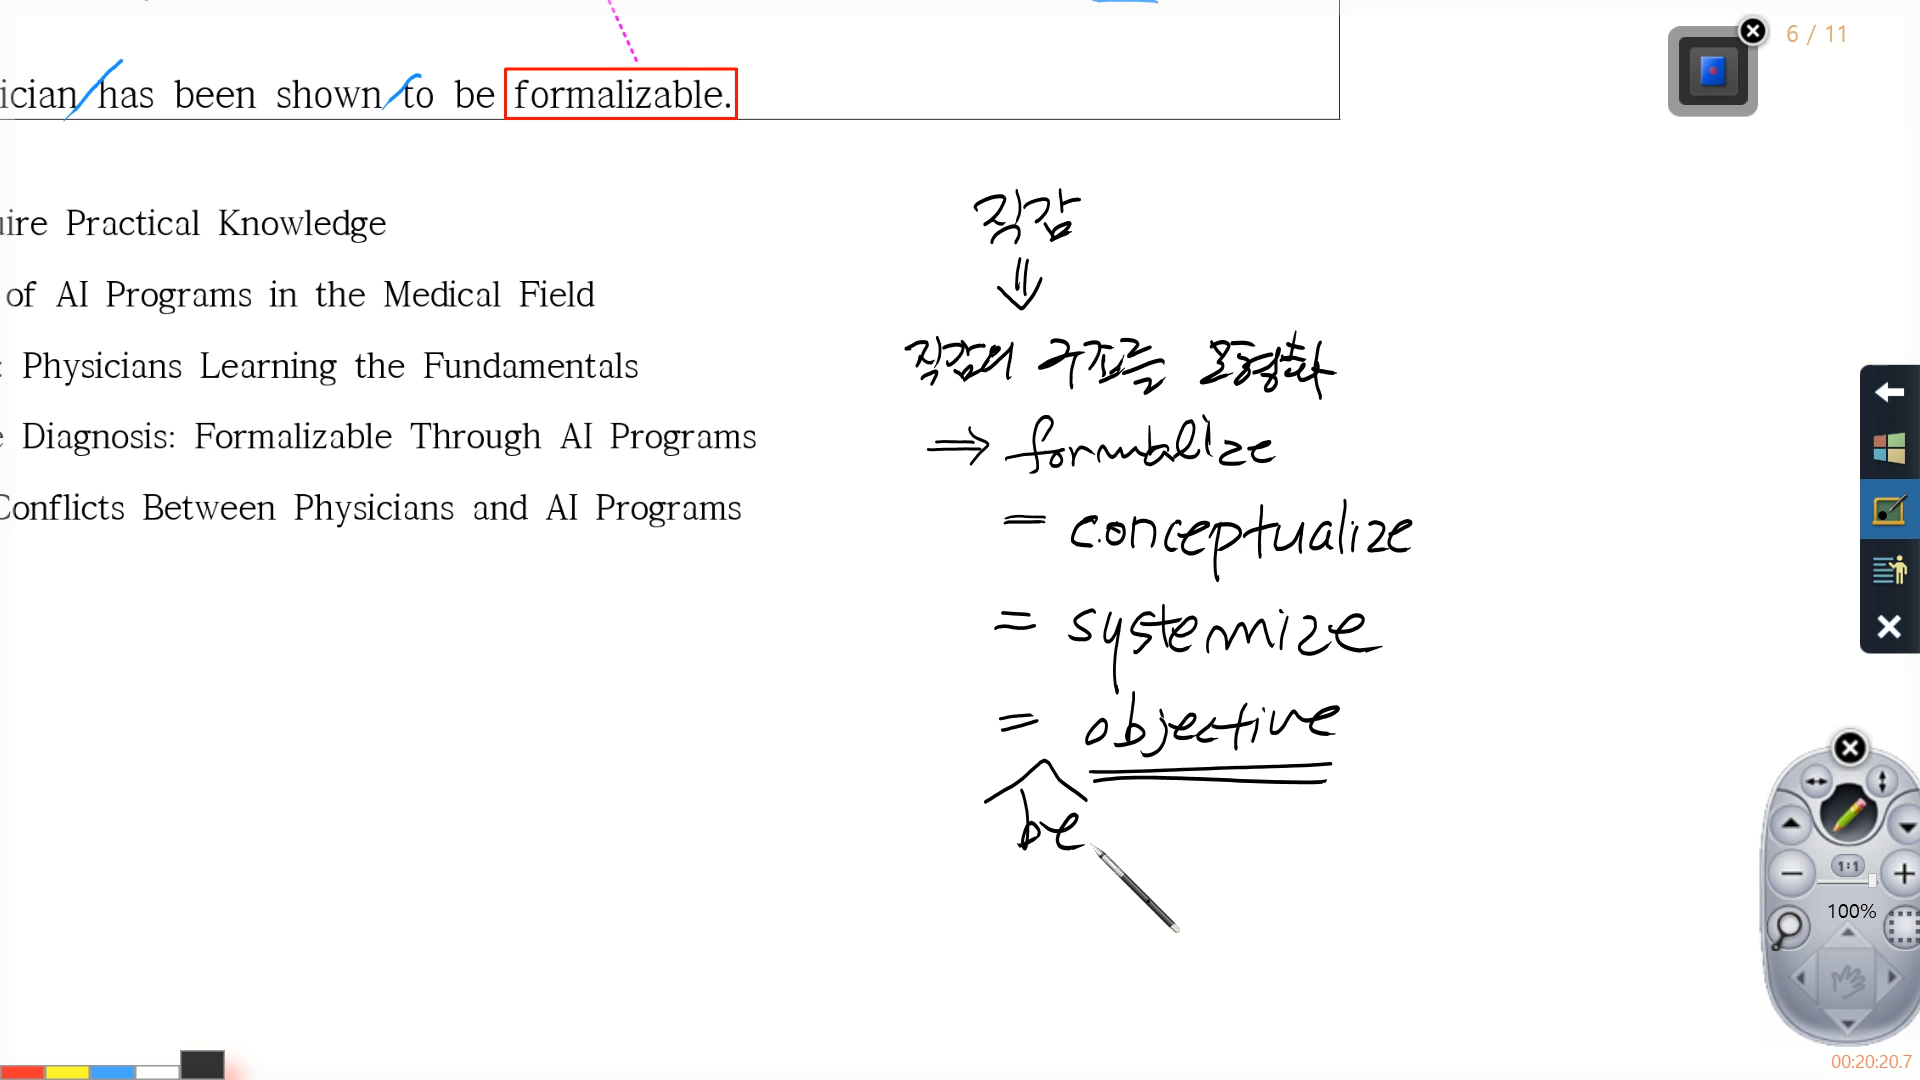 6 / 11
ician has been shown to be formalizable.
uire Practical Knowledge
of AI Programs in the Medical Field
: Physicians Learning the Fundamentals
e Diagnosis: Formalizable Through AI Programs
Conflicts Between Physicians and AI Programs
직감
⇓
직감의 구조를 모형화
⇒ formalize
= conceptualize
= systemize
= objective
be
1:1
100%
00:20:20.7